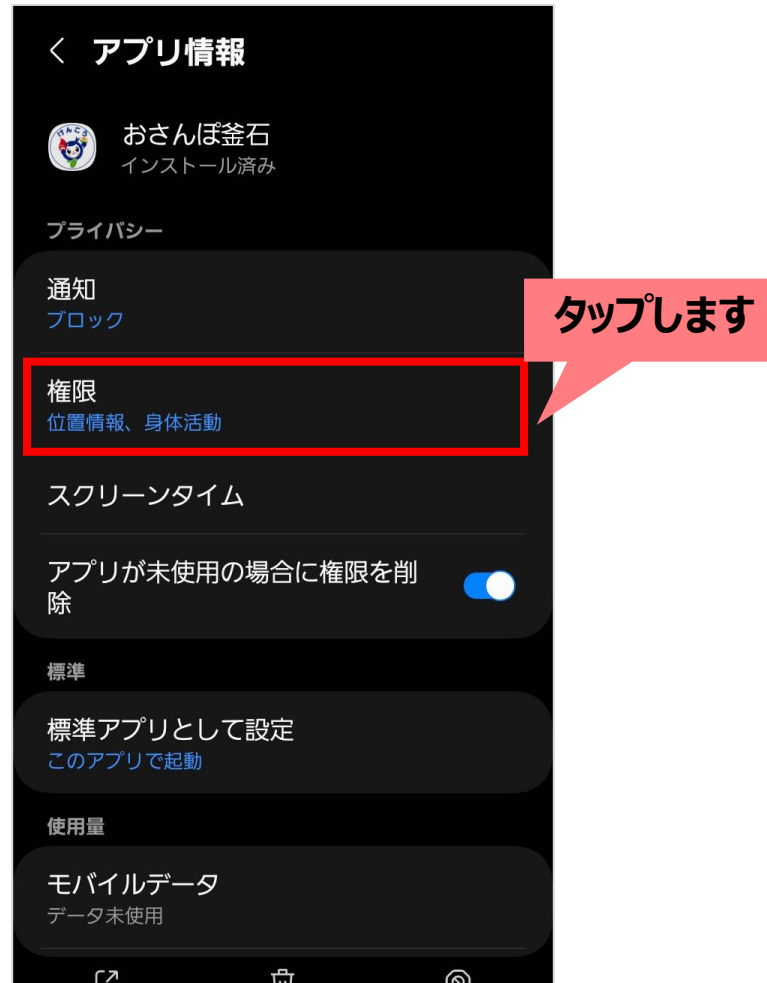 アプリ情報
けんころ
おさんぽ釜石
インストール済み
プライバシー
通知
ブロック
タップします
権限
位置情報、身体活動
スクリーンタイム
アプリが未使用の場合に権限を削
除
標準
標準アプリとして設定
このアプリで起動
使用量
モバイルデータ
データ未使用